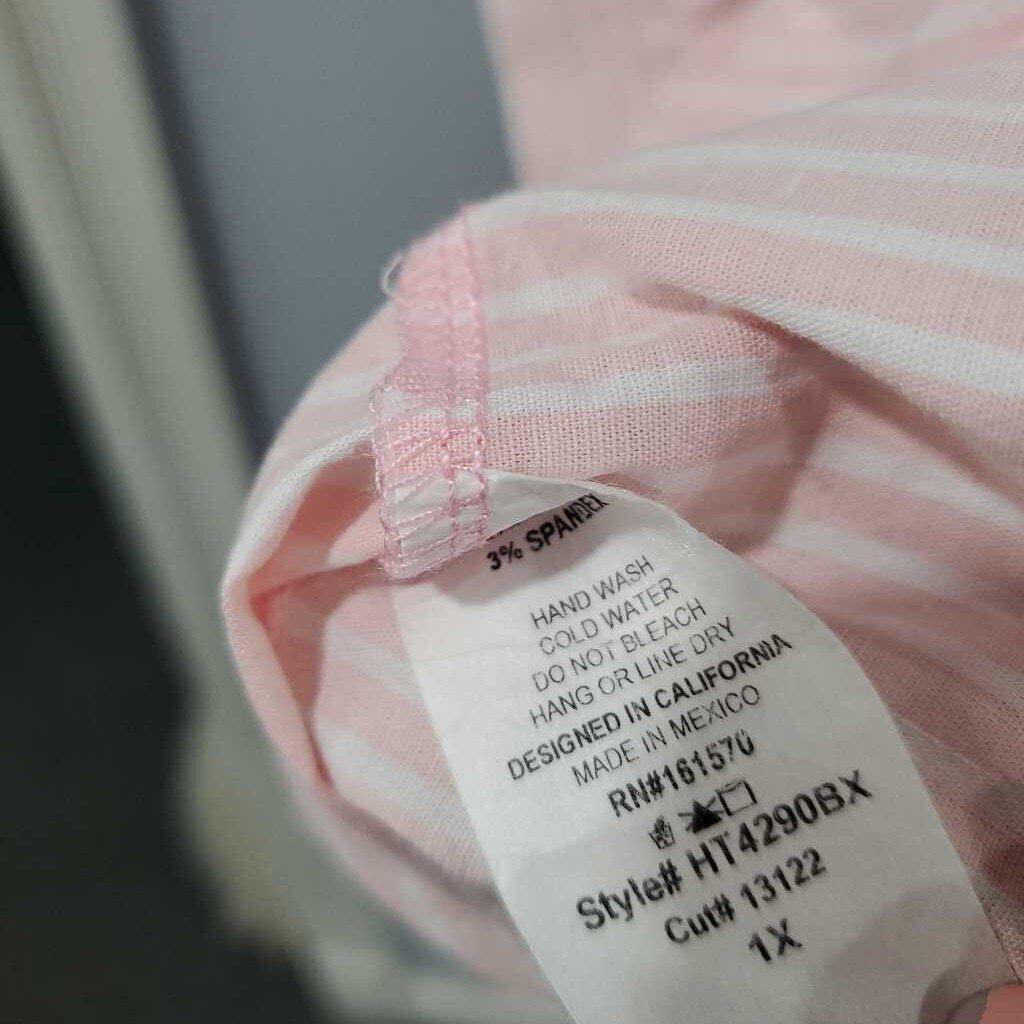 3% SPANDEX
HAND WASH
COLD WATER
DO NOT BLEACH
HANG OR LINE DRY
DESIGNED IN CALIFORNIA
MADE IN MEXICO
RN#161570
Style# HT4290BX
Cut# 13122
1X